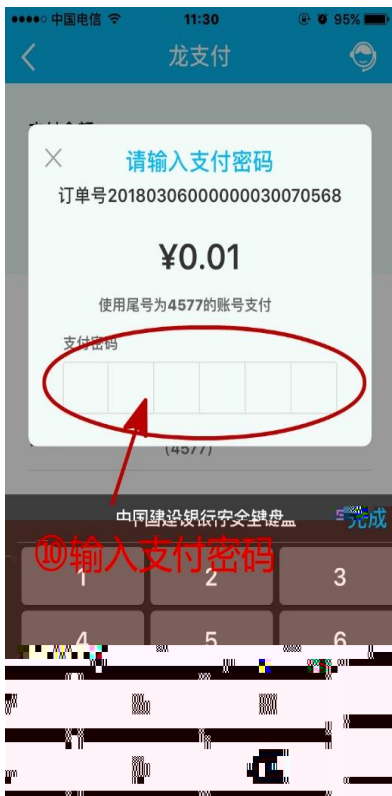 中国电信 11:30 95%
龙支付
请输入支付密码
订单号20180306000000030070568
¥0.01
使用尾号为4577的账号支付
支付密码
(4577)
中国建设银行安全键盘 完成
⑩输入支付密码
1 2 3
4 5 6